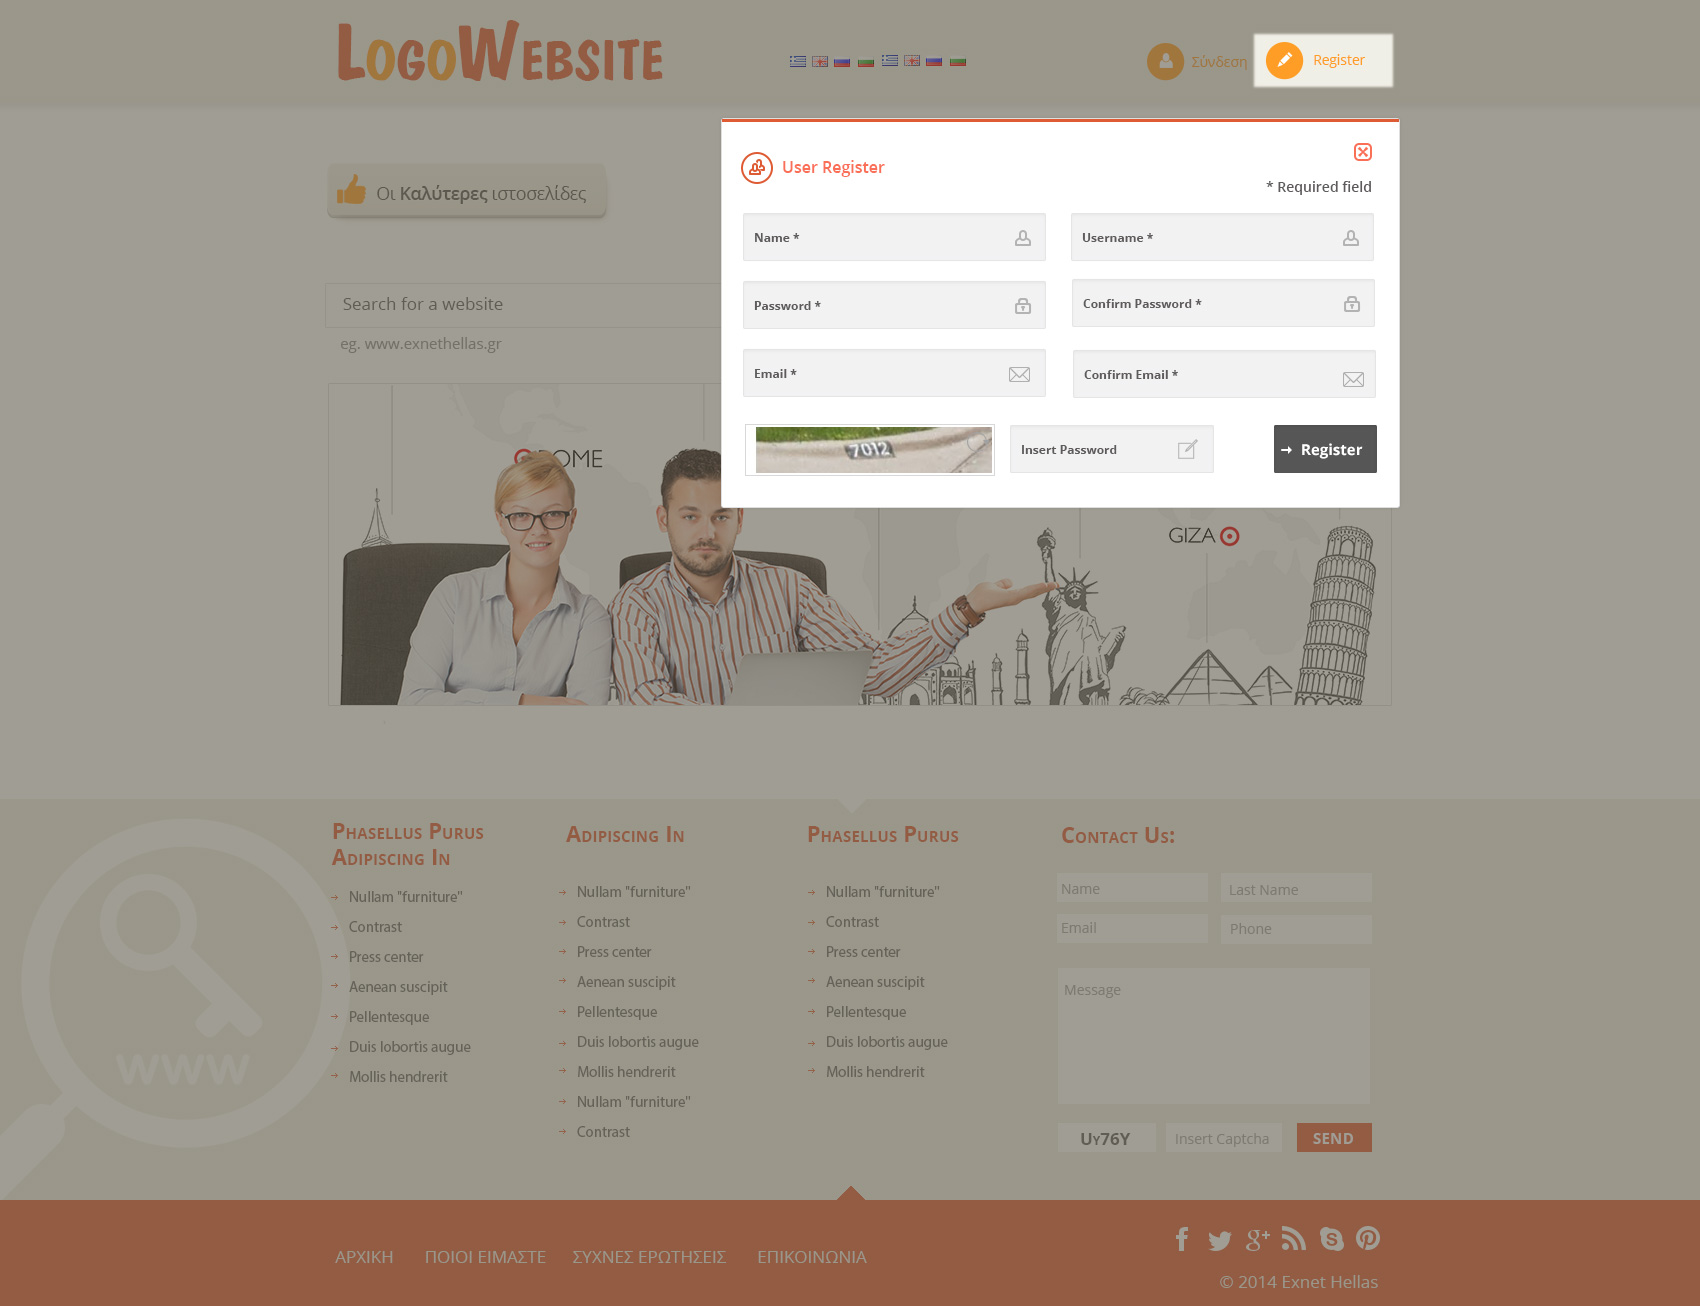 LogoWebsite
Σύνδεση
Register
Οι Καλύτερες ιστοσελίδες
User Register
* Required field
Name *
Username *
Password *
Confirm Password *
Email *
Confirm Email *
7012
Insert Password
Register
Search for a website
eg. www.exnethellas.gr
ROME
GIZA
Phasellus Purus
Adipiscing In
Nullam "furniture"
Contrast
Press center
Aenean suscipit
Pellentesque
Duis lobortis augue
Mollis hendrerit
www
Adipiscing In
Nullam "furniture"
Contrast
Press center
Aenean suscipit
Pellentesque
Duis lobortis augue
Mollis hendrerit
Nullam "furniture"
Contrast
Phasellus Purus
Nullam "furniture"
Contrast
Press center
Aenean suscipit
Pellentesque
Duis lobortis augue
Mollis hendrerit
Contact Us:
Name
Last Name
Email
Phone
Message
Uy76Y
Insert Captcha
SEND
ΑΡΧΙΚΗ ΠΟΙΟΙ ΕΙΜΑΣΤΕ ΣΥΧΝΕΣ ΕΡΩΤΗΣΕΙΣ ΕΠΙΚΟΙΝΩΝΙΑ
© 2014 Exnet Hellas